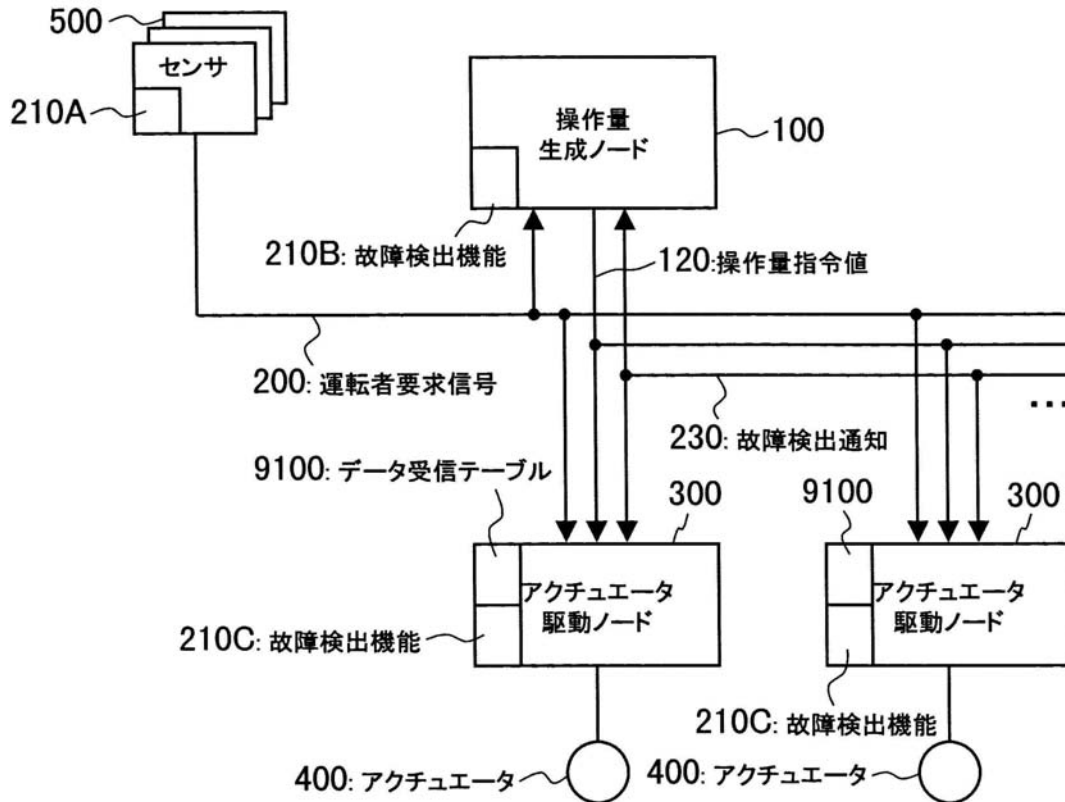 500
センサ
210A
操作量
生成ノード
100
210B: 故障検出機能
120:操作量指令値
200: 運転者要求信号
...
230: 故障検出通知
9100: データ受信テーブル
300
9100
300
アクチュエータ
駆動ノード
アクチュエータ
駆動ノード
210C: 故障検出機能
210C: 故障検出機能
400: アクチュエータ
400: アクチュエータ